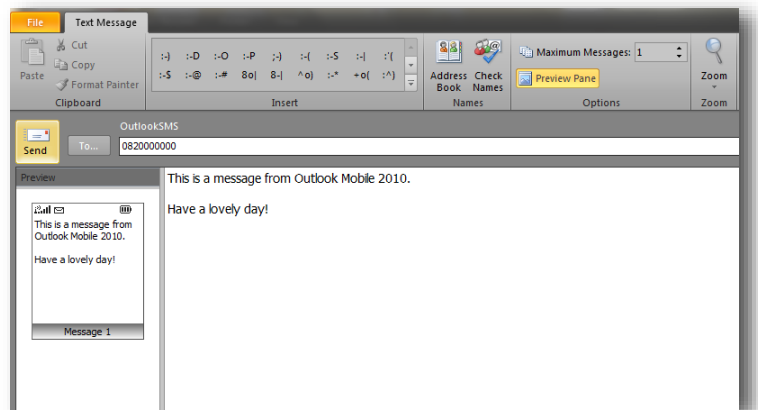 File Text Message
Cut
Copy
Paste
Format Painter
Clipboard
:-) :-D :-O :-P ;-) :-( :-S :-| :'(
:-$ :-@ :-# 8o| 8-| ^o) :-* +o( :^)
Insert
Address Book
Check Names
Names
Maximum Messages: 1
Preview Pane
Options
Zoom
Zoom
OutlookSMS
Send
To... 0820000000
Preview
This is a message from
Outlook Mobile 2010.
Have a lovely day!
Message 1
This is a message from Outlook Mobile 2010.
Have a lovely day!